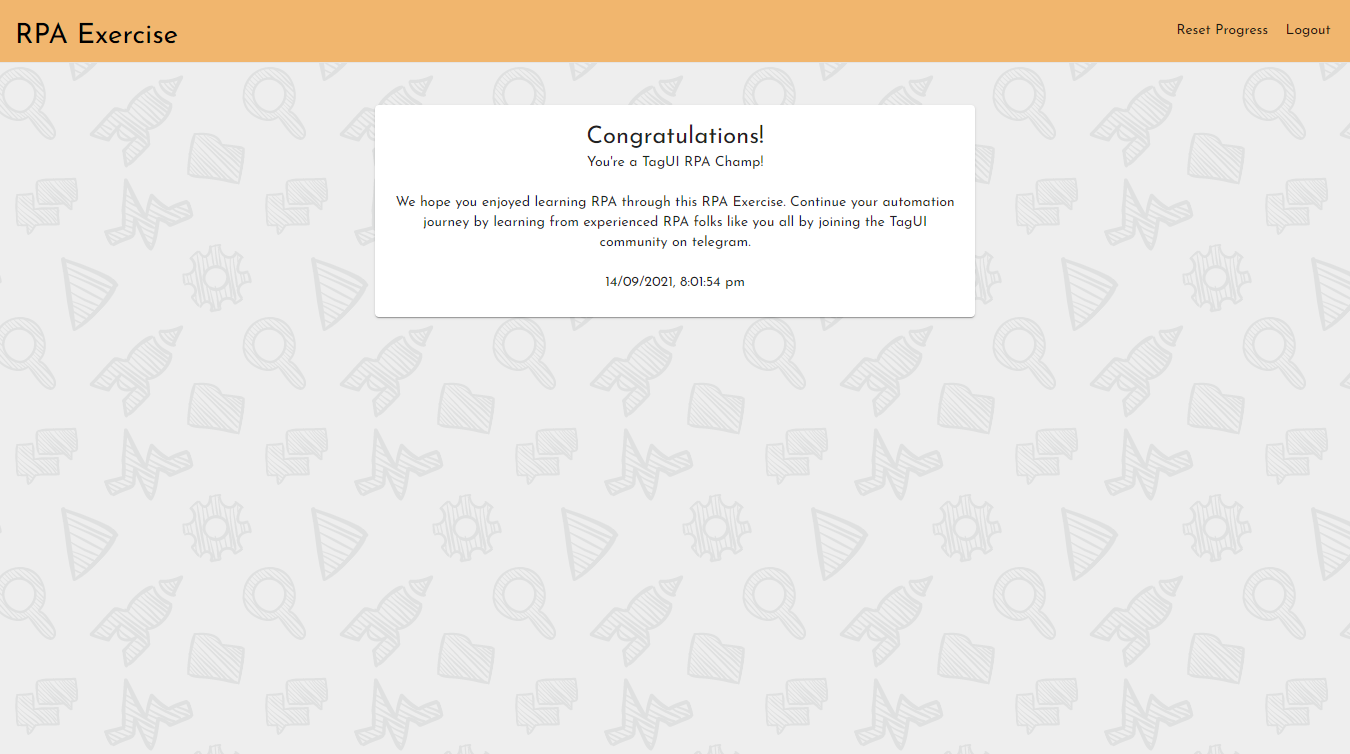 RPA Exercise
Reset Progress
Logout
Congratulations!
You're a TagUI RPA Champ!
We hope you enjoyed learning RPA through this RPA Exercise. Continue your automation
journey by learning from experienced RPA folks like you all by joining the TagUI
community on telegram.
14/09/2021, 8:01:54 pm